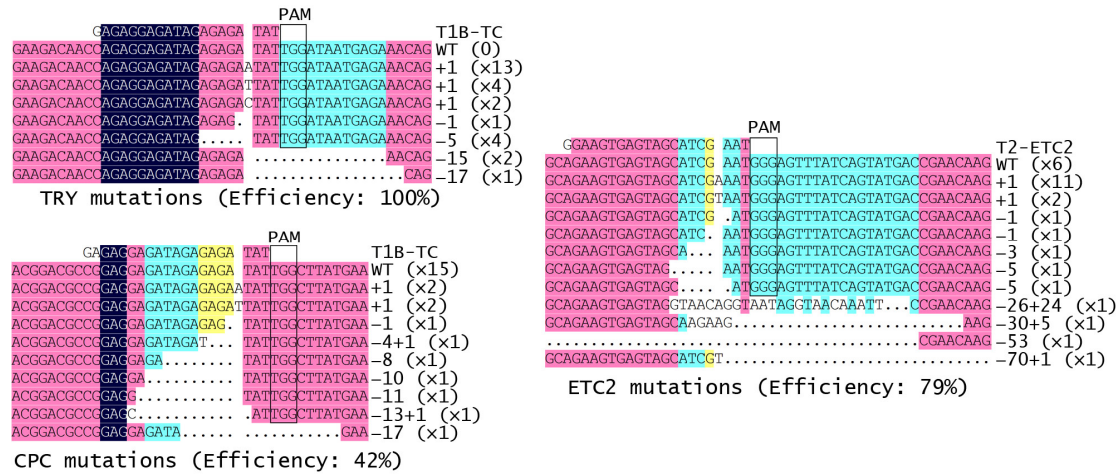 PAM
GAGAGGAGATAGAGAGA TAT T1B-TC
GAAGACAACCAGAGGAGATAGAGAGA TATTGGATAATGAGAAACAG WT (0)
GAAGACAACCAGAGGAGATAGAGAGAATATTGGATAATGAGAAACAG +1 (×13)
GAAGACAACCAGAGGAGATAGAGAGATTATTGGATAATGAGAAACAG +1 (×4)
GAAGACAACCAGAGGAGATAGAGAGACTATTGGATAATGAGAAACAG +1 (×2)
GAAGACAACCAGAGGAGATAGAGAG. TATTGGATAATGAGAAACAG −1 (×1)
GAAGACAACCAGAGGAGATAG..... TATTGGATAATGAGAAACAG −5 (×4)
GAAGACAACCAGAGGAGATAGAGAGA ...............AACAG −15 (×2)
GAAGACAACCAGAGGAGATAGAGAGA .................CAG −17 (×1)
TRY mutations (Efficiency: 100%)
PAM
GAGAGGAGATAGAGAGA TAT T1B-TC
ACGGACGCCGGAGGAGATAGAGAGA TATTGGCTTATGAA WT (×15)
ACGGACGCCGGAGGAGATAGAGAGAATATTGGCTTATGAA +1 (×2)
ACGGACGCCGGAGGAGATAGAGAGATTATTGGCTTATGAA +1 (×2)
ACGGACGCCGGAGGAGATAGAGAG. TATTGGCTTATGAA −1 (×1)
ACGGACGCCGGAGGAGATAGAT... TATTGGCTTATGAA −4+1 (×1)
ACGGACGCCGGAGGAGA........ TATTGGCTTATGAA −8 (×1)
ACGGACGCCGGAGGA.......... TATTGGCTTATGAA −10 (×1)
ACGGACGCCGGAGG........... TATTGGCTTATGAA −11 (×1)
ACGGACGCCGGAGC........... .ATTGGCTTATGAA −13+1 (×1)
ACGGACGCCGGAGGAGATA...... ...........GAA −17 (×1)
CPC mutations (Efficiency: 42%)
PAM
GGAAGTGAGTAGCATCG AAT T2-ETC2
GCAGAAGTGAGTAGCATCG AATGGGAGTTTATCAGTATGACCGAACAAG WT (×6)
GCAGAAGTGAGTAGCATCGAAATGGGAGTTTATCAGTATGACCGAACAAG +1 (×11)
GCAGAAGTGAGTAGCATCGTAATGGGAGTTTATCAGTATGACCGAACAAG +1 (×2)
GCAGAAGTGAGTAGCATCG .ATGGGAGTTTATCAGTATGACCGAACAAG −1 (×1)
GCAGAAGTGAGTAGCATC. AATGGGAGTTTATCAGTATGACCGAACAAG −1 (×1)
GCAGAAGTGAGTAGCA... AATGGGAGTTTATCAGTATGACCGAACAAG −3 (×1)
GCAGAAGTGAGTAG..... AATGGGAGTTTATCAGTATGACCGAACAAG −5 (×1)
GCAGAAGTGAGTAGCA... ..TGGGAGTTTATCAGTATGACCGAACAAG −5 (×1)
GCAGAAGTGAGTAGGTAACAGGTAATAGGTAACAAATT...CCGAACAAG −26+24 (×1)
GCAGAAGTGAGTAGCAAGAAG..........................AAG −30+5 (×1)
..........................................CGAACAAG −53 (×1)
GCAGAAGTGAGTAGCATCGT.............................. −70+1 (×1)
ETC2 mutations (Efficiency: 79%)